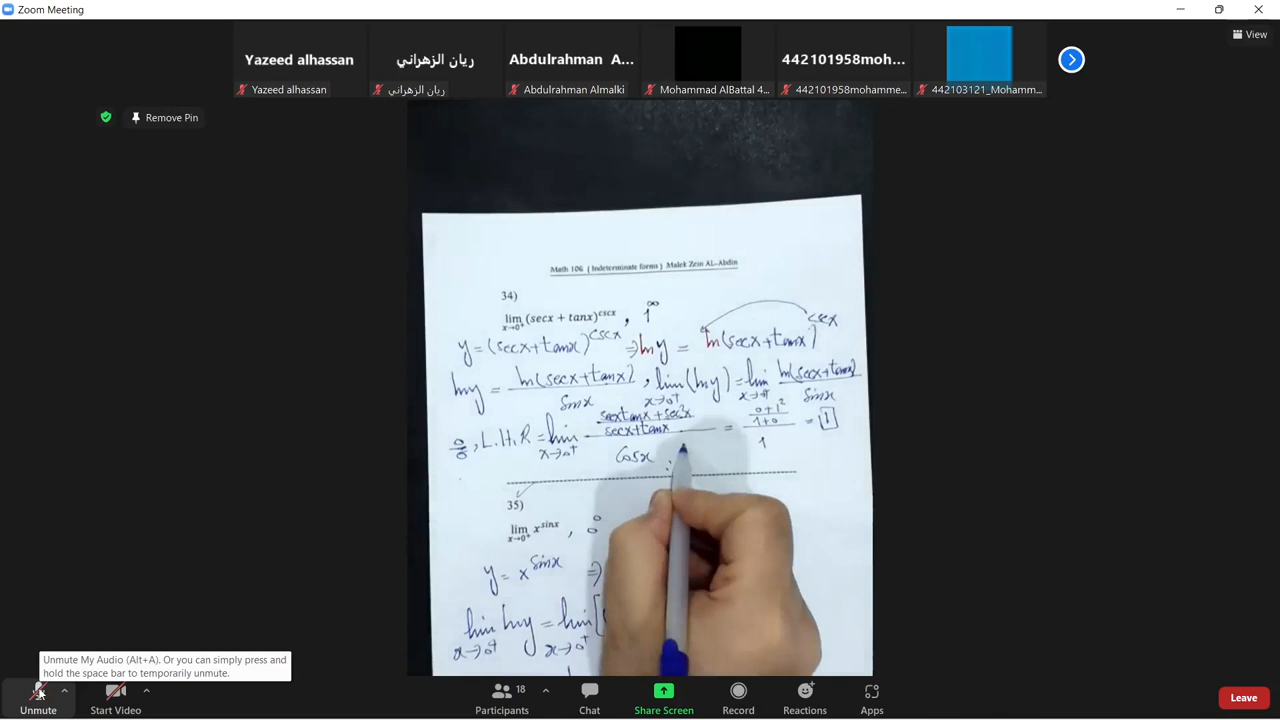 Zoom Meeting
View
Yazeed alhassan
ريان الزهراني
Abdulrahman A...
442101958moh...
Yazeed alhassan
ريان الزهراني
Abdulrahman Almalki
Mohammad AlBattal 4...
442101958mohamme...
442103121_Mohamm...
Remove Pin
Math 106 ( Indeterminate forms ) Malek Zein AL-Abdin
34)
lim x→0⁺ (secx + tanx)^cscx , 1^∞
y = (secx+tanx)^cscx ⇒ lny = ln(secx+tanx)^cscx
lny = ln(secx+tanx) / sinx , lim x→0⁺ (lny) = lim x→0⁺ ln(secx+tanx) / sinx
0/0 , L.H.R = lim x→0⁺ ((secxtanx+sec²x) / (secx+tanx)) / Cosx = ((0+1²) / (1+0)) / 1 = 1
35)
lim x→0⁺ x^sinx , 0^0
y = x^sinx ⇒
lim x→0⁺ lny = lim x→0⁺ [
Unmute My Audio (Alt+A). Or you can simply press and
hold the space bar to temporarily unmute.
Unmute
Start Video
18
Participants
Chat
Share Screen
Record
Reactions
Apps
Leave